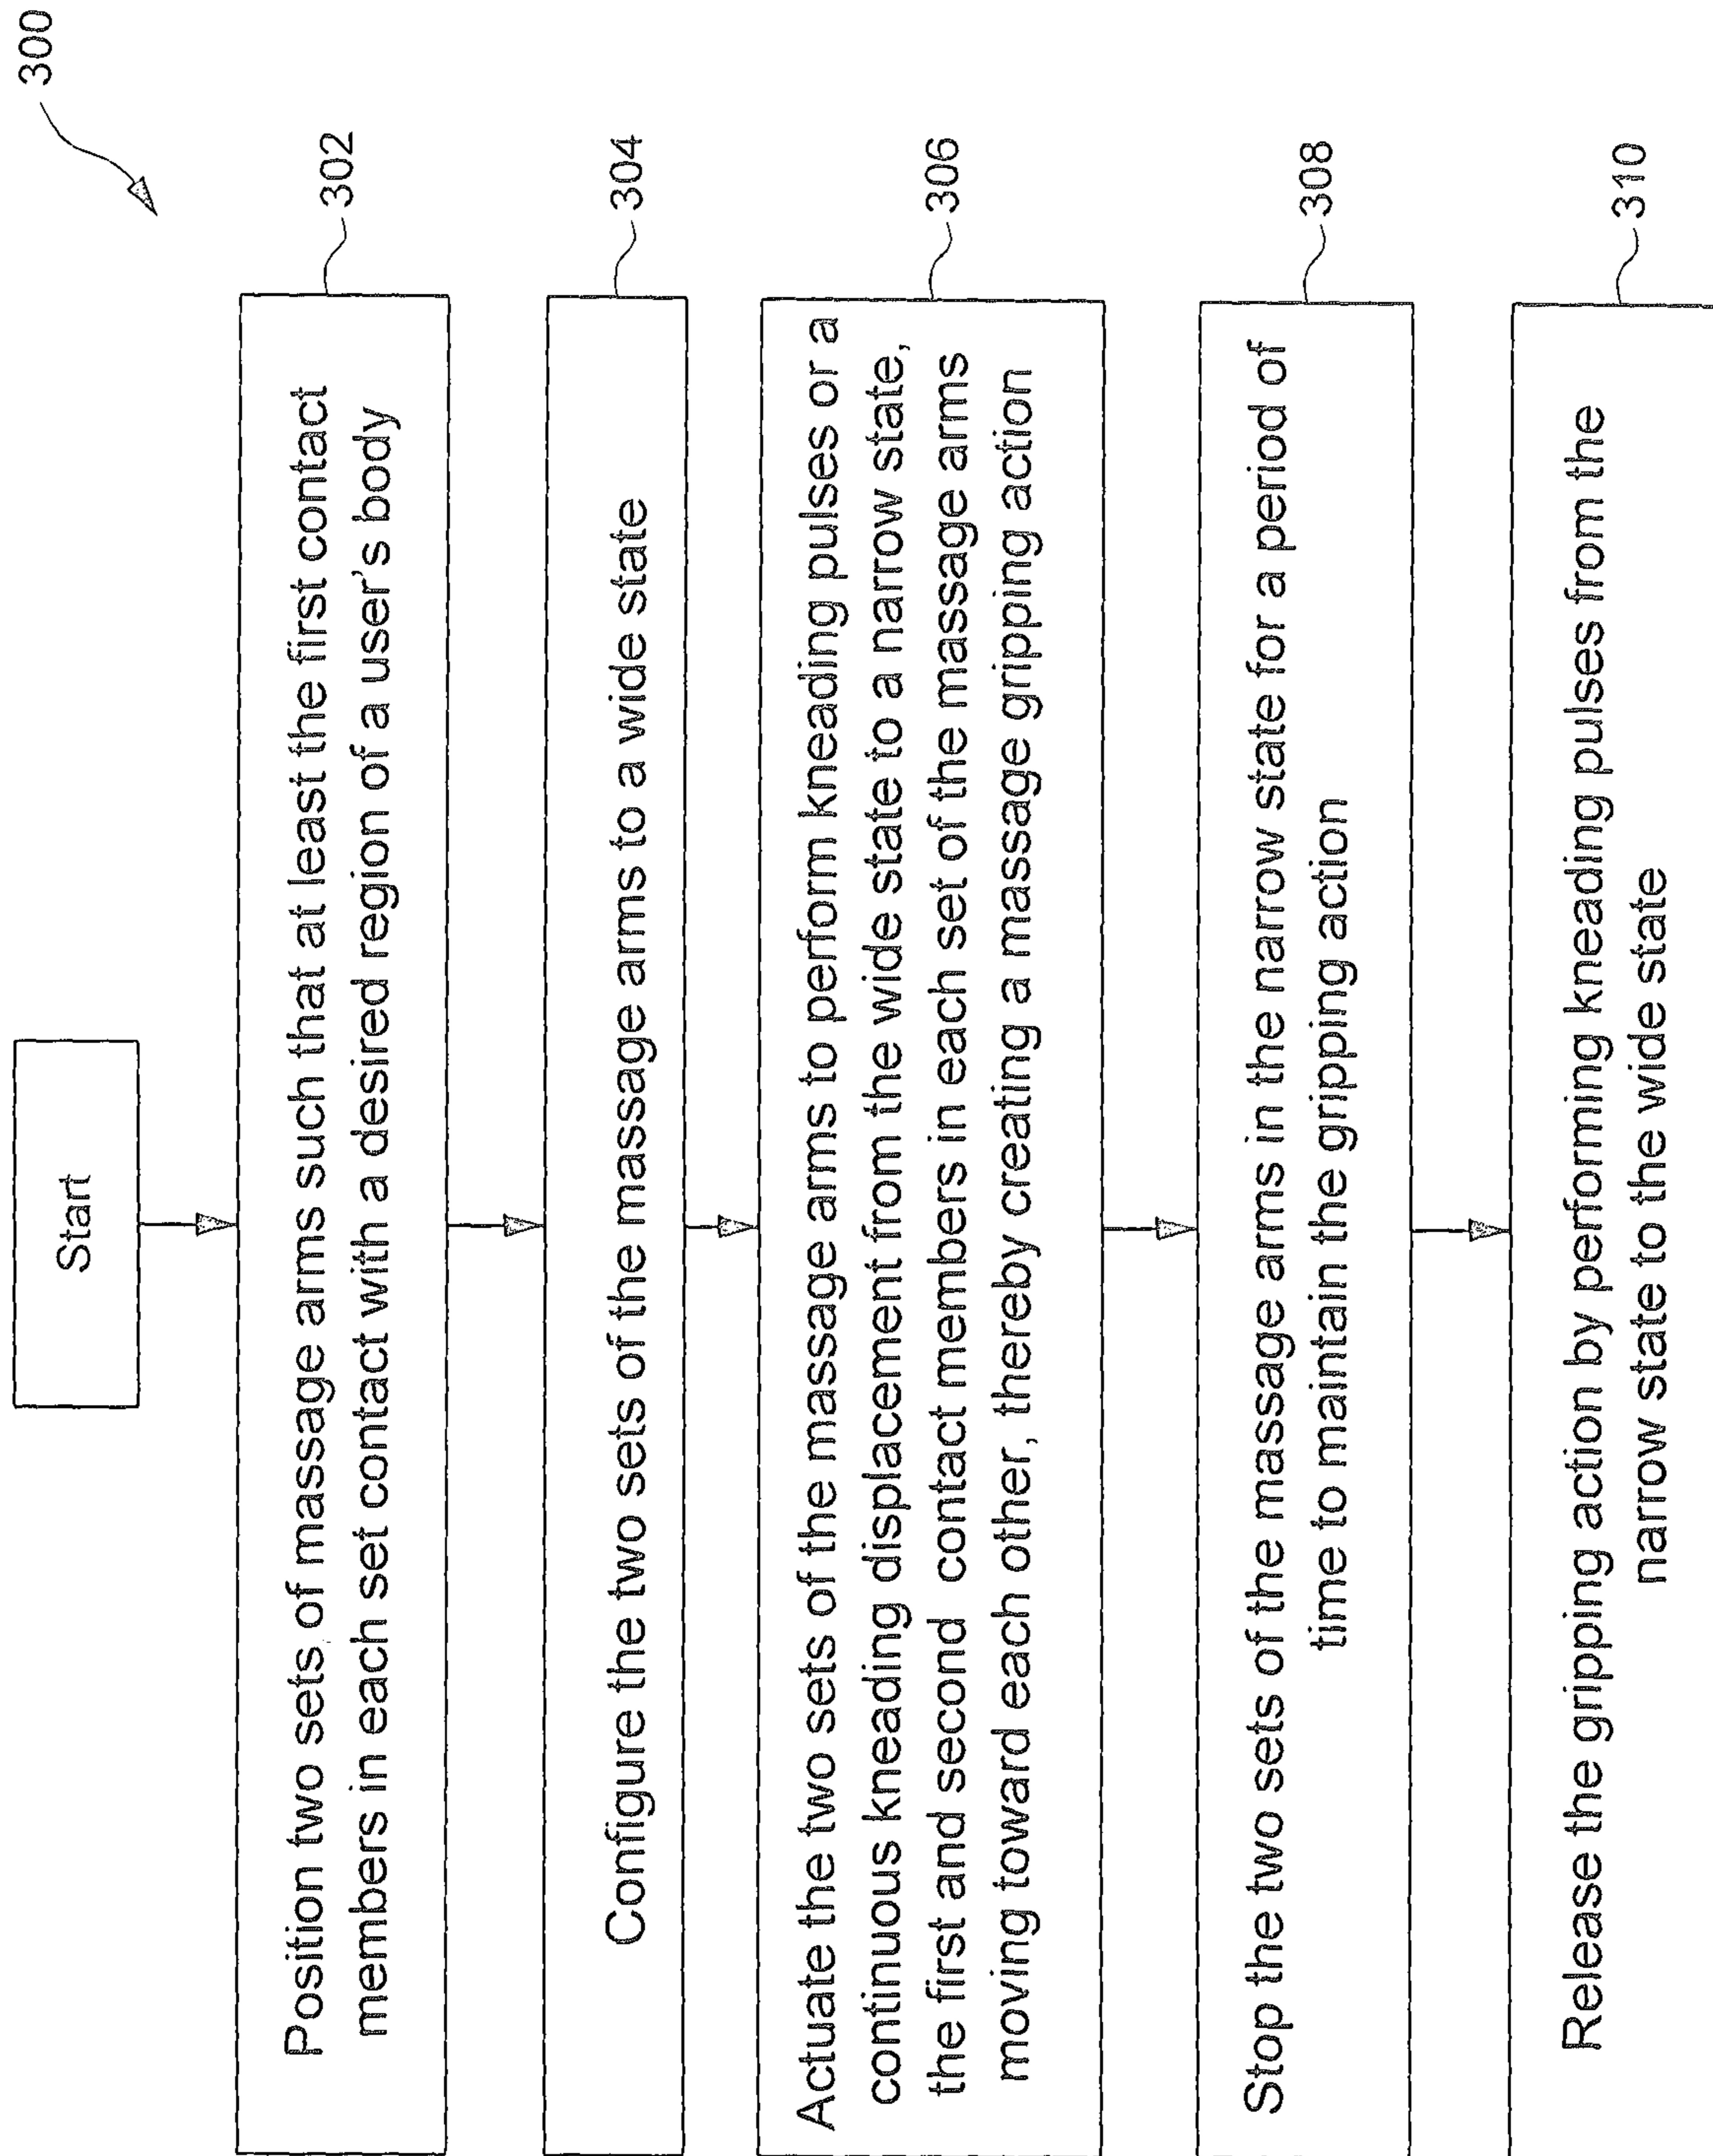 300
Start
Position two sets of massage arms such that at least the first contact
members in each set contact with a desired region of a user's body
302
Configure the two sets of the massage arms to a wide state
304
Actuate the two sets of the massage arms to perform kneading pulses or a
continuous kneading displacement from the wide state to a narrow state,
the first and second contact members in each set of the massage arms
moving toward each other, thereby creating a massage gripping action
306
Stop the two sets of the massage arms in the narrow state for a period of
time to maintain the gripping action
308
Release the gripping action by performing kneading pulses from the
narrow state to the wide state
310